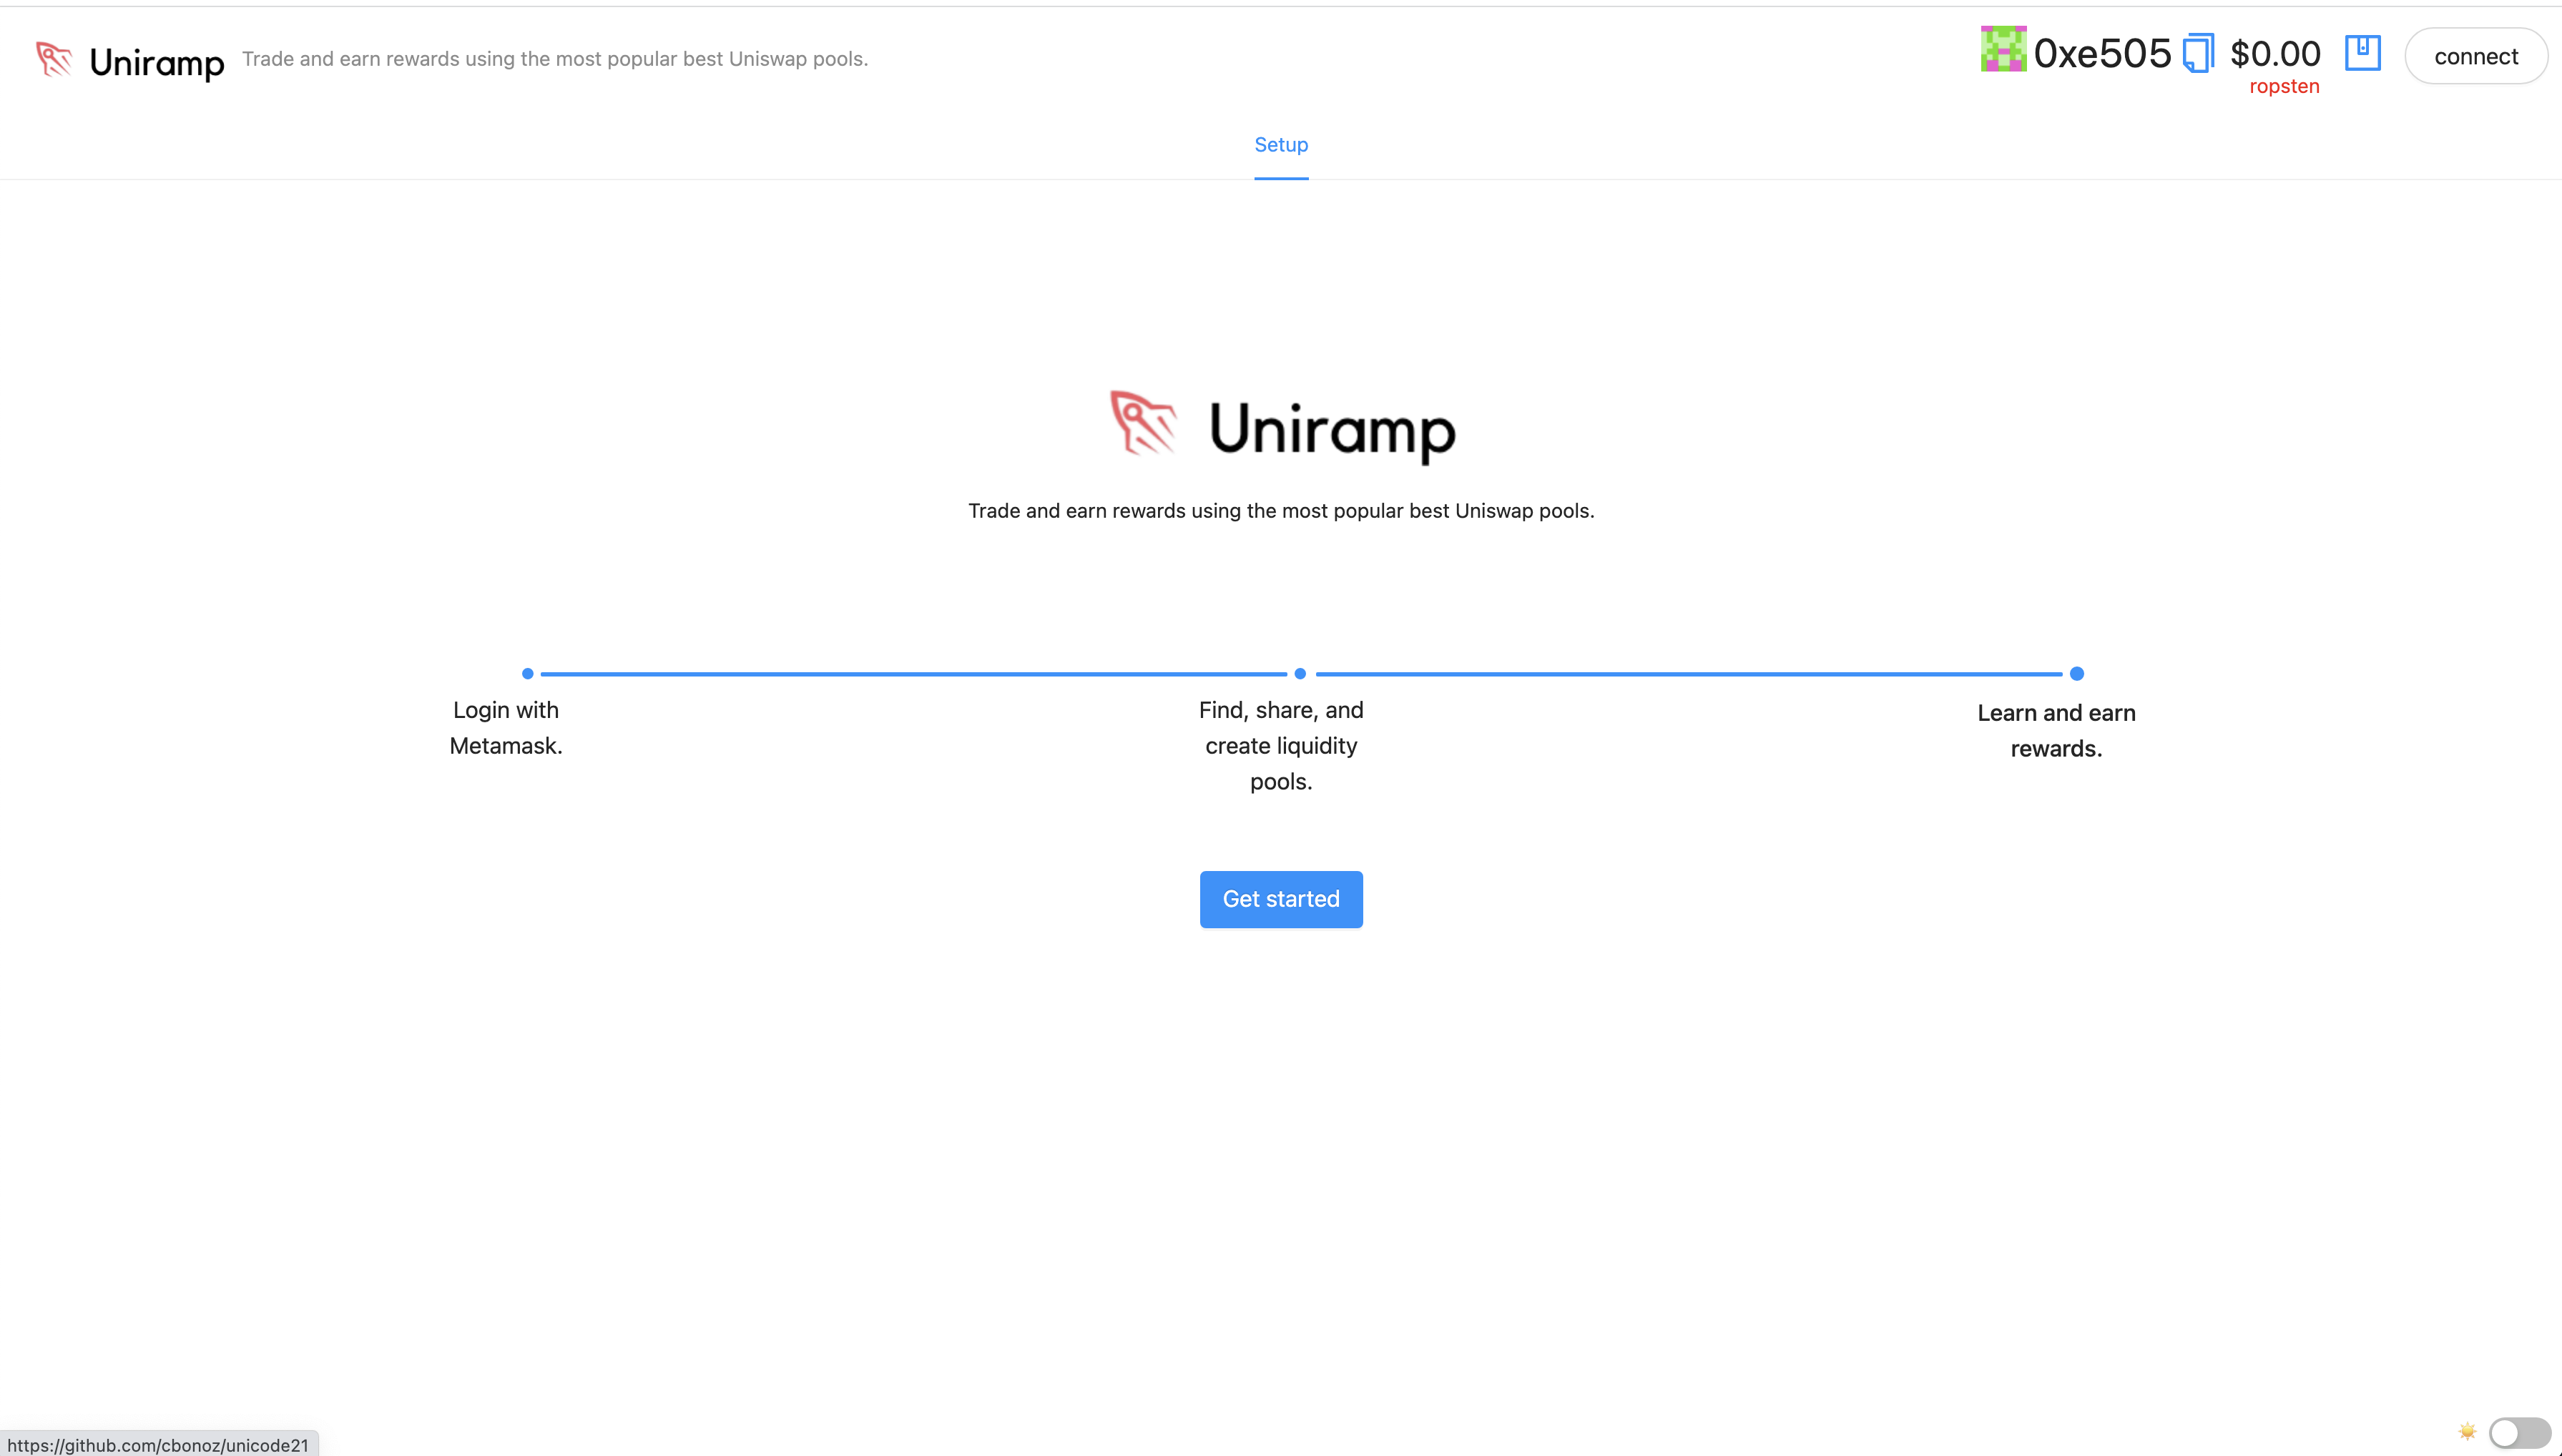 Uniramp
Trade and earn rewards using the most popular best Uniswap pools.
0xe505
$0.00
ropsten
connect
Setup
Uniramp
Trade and earn rewards using the most popular best Uniswap pools.
Login with
Metamask.
Find, share, and
create liquidity
pools.
Learn and earn
rewards.
Get started
https://github.com/cbonoz/unicode21